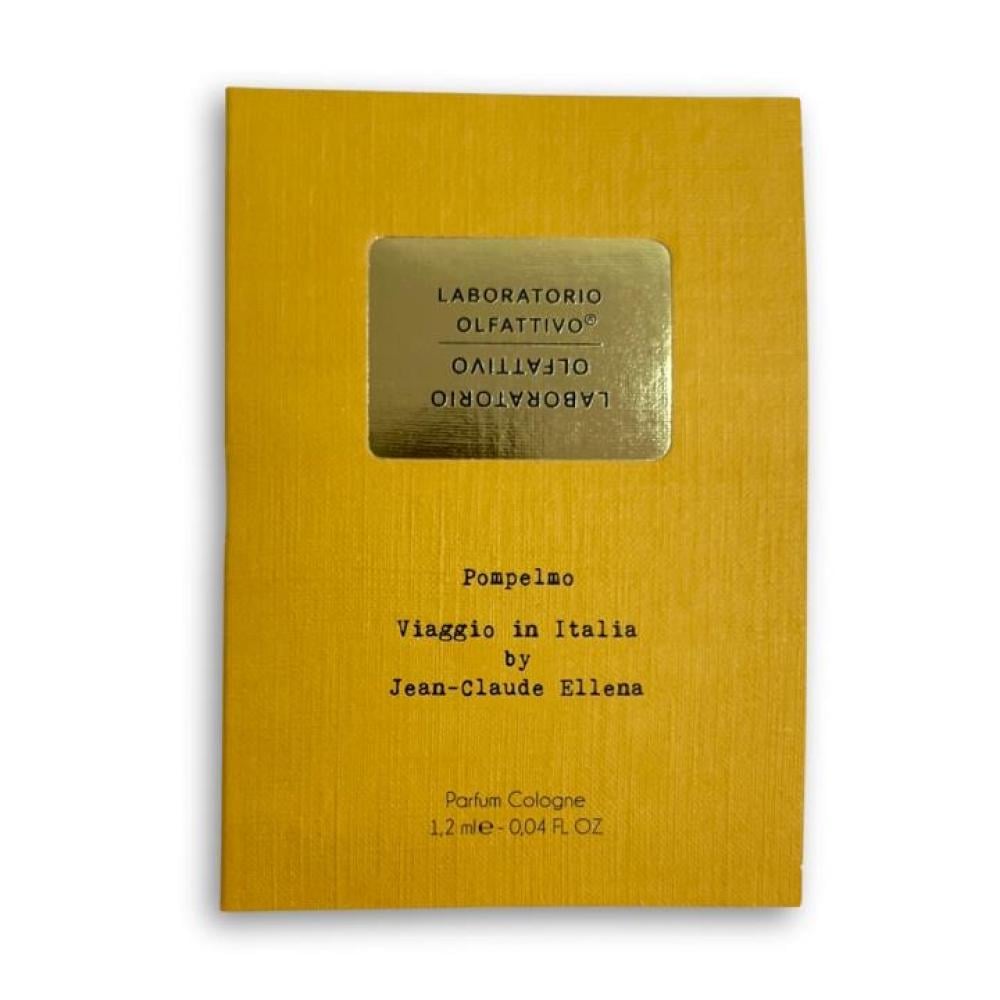 LABORATORIO
OLFATTIVO®
OLFATTIVO
LABORATORIO
Pompelmo
Viaggio in Italia
by
Jean-Claude Ellena
Parfum Cologne
1,2 ml℮ - 0,04 FL OZ